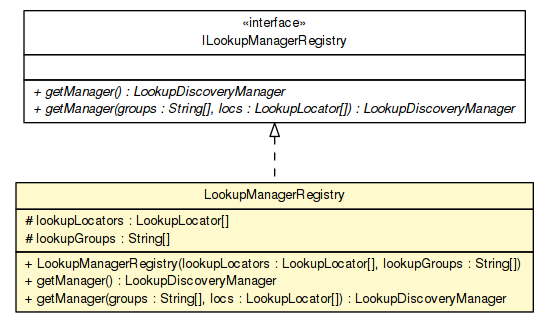 «interface»
ILookupManagerRegistry
+ getManager() : LookupDiscoveryManager
+ getManager(groups : String[], locs : LookupLocator[]) : LookupDiscoveryManager
LookupManagerRegistry
# lookupLocators : LookupLocator[]
# lookupGroups : String[]
+ LookupManagerRegistry(lookupLocators : LookupLocator[], lookupGroups : String[])
+ getManager() : LookupDiscoveryManager
+ getManager(groups : String[], locs : LookupLocator[]) : LookupDiscoveryManager